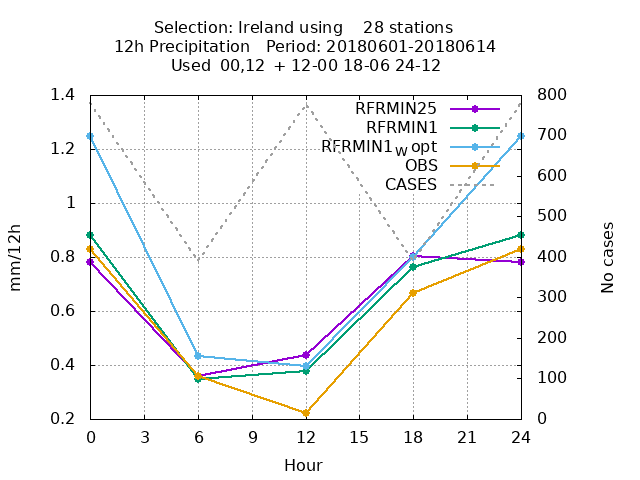 Selection: Ireland using 28 stations
12h Precipitation Period: 20180601-20180614
Used 00,12 + 12-00 18-06 24-12
1.4
1.2
1
0.8
0.6
0.4
0.2
mm/12h
RFRMIN25
RFRMIN1
RFRMIN1w opt
OBS
CASES
800
700
600
500
400
300
200
100
0
No cases
0 3 6 9 12 15 18 21 24
Hour